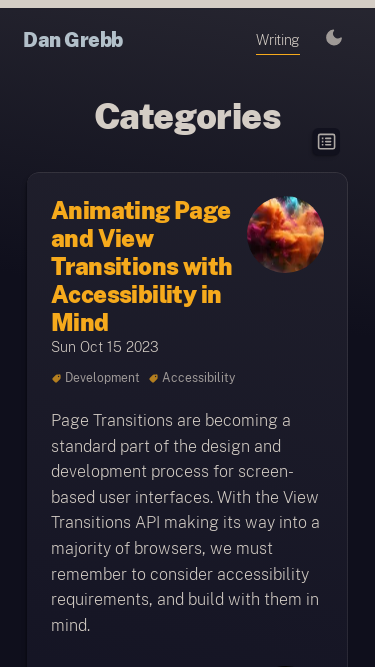 Dan Grebb
Writing
Categories
Animating Page
and View
Transitions with
Accessibility in
Mind
Sun Oct 15 2023
Development Accessibility
Page Transitions are becoming a
standard part of the design and
development process for screen-
based user interfaces. With the View
Transitions API making its way into a
majority of browsers, we must
remember to consider accessibility
requirements, and build with them in
mind.